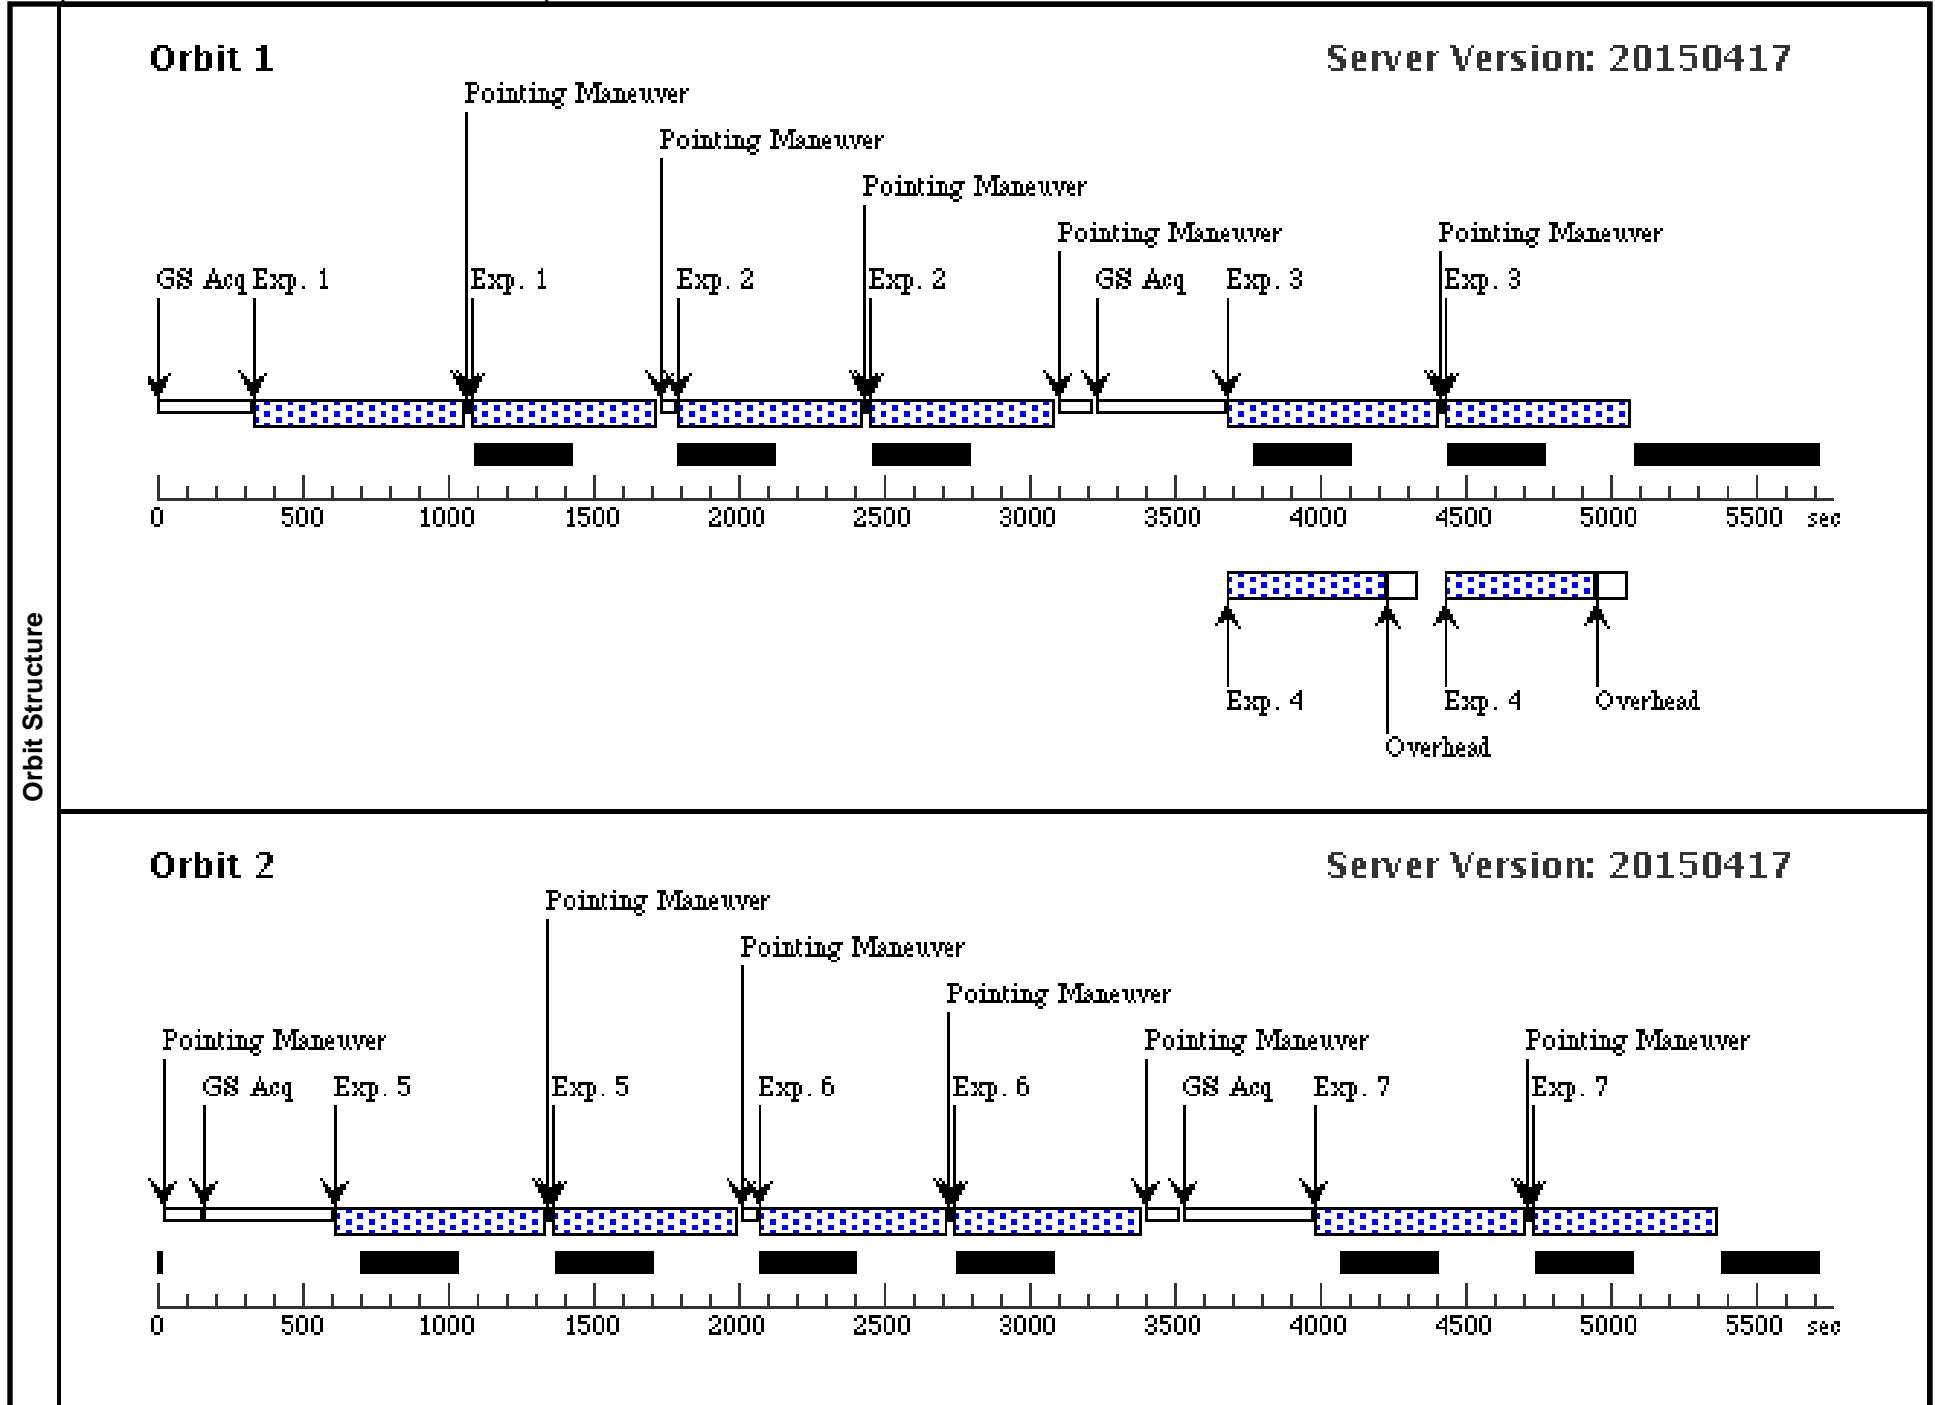 Orbit 1
Server Version: 20150417
Pointing Maneuver
Pointing Maneuver
Pointing Maneuver
Pointing Maneuver
Pointing Maneuver
GS Acq
Exp. 1
Exp. 1
Exp. 2
Exp. 2
GS Acq
Exp. 3
Exp. 3
0 500 1000 1500 2000 2500 3000 3500 4000 4500 5000 5500 sec
Exp. 4
Exp. 4
Overhead
Overhead
Orbit Structure
Orbit 2
Server Version: 20150417
Pointing Maneuver
Pointing Maneuver
Pointing Maneuver
Pointing Maneuver
Pointing Maneuver
Pointing Maneuver
GS Acq
Exp. 5
Exp. 5
Exp. 6
Exp. 6
GS Acq
Exp. 7
Exp. 7
0 500 1000 1500 2000 2500 3000 3500 4000 4500 5000 5500 sec